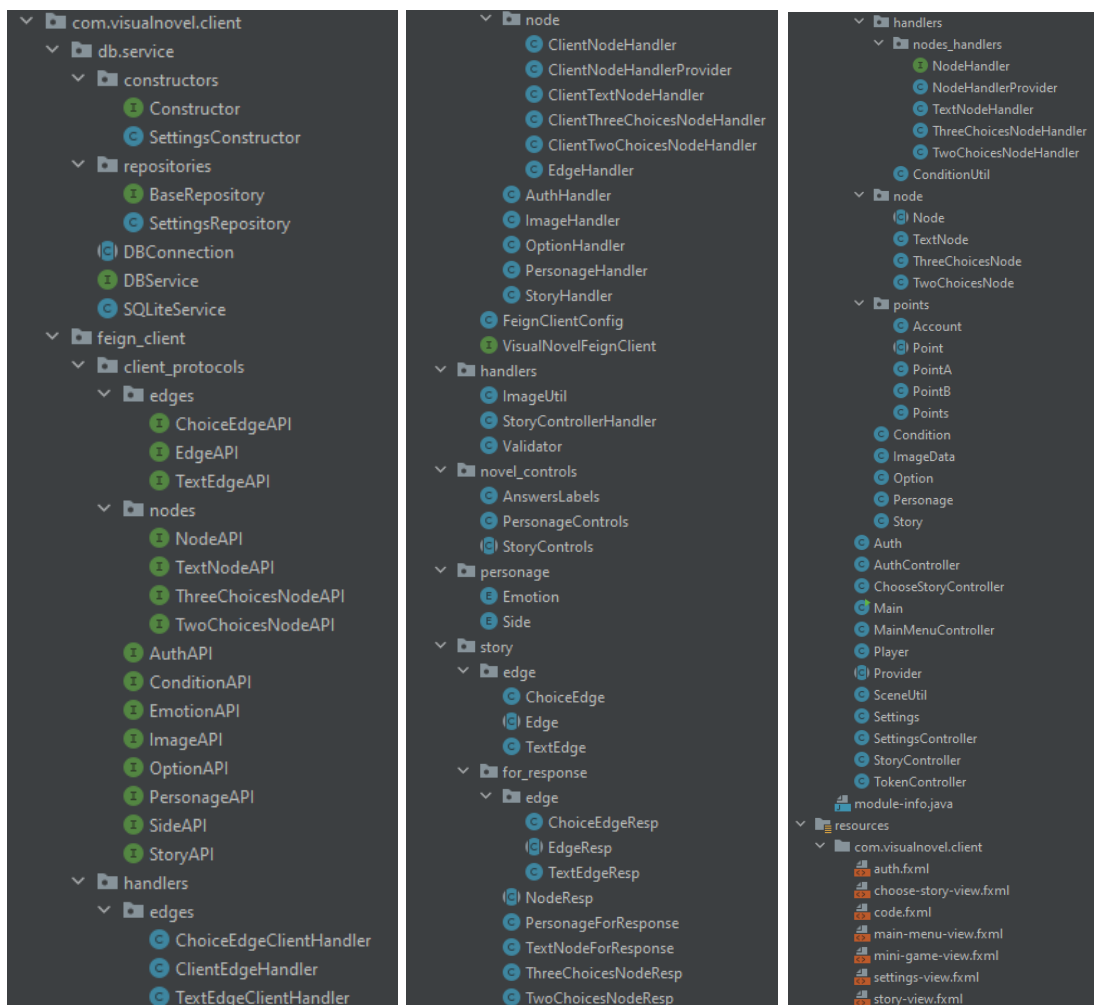 com.visualnovel.client
db.service
constructors
Constructor
SettingsConstructor
repositories
BaseRepository
SettingsRepository
DBConnection
DBService
SQLiteService
feign_client
client_protocols
edges
ChoiceEdgeAPI
EdgeAPI
TextEdgeAPI
nodes
NodeAPI
TextNodeAPI
ThreeChoicesNodeAPI
TwoChoicesNodeAPI
AuthAPI
ConditionAPI
EmotionAPI
ImageAPI
OptionAPI
PersonageAPI
SideAPI
StoryAPI
handlers
edges
ChoiceEdgeClientHandler
ClientEdgeHandler
TextEdgeClientHandler
node
ClientNodeHandler
ClientNodeHandlerProvider
ClientTextNodeHandler
ClientThreeChoicesNodeHandler
ClientTwoChoicesNodeHandler
EdgeHandler
AuthHandler
ImageHandler
OptionHandler
PersonageHandler
StoryHandler
FeignClientConfig
VisualNovelFeignClient
handlers
ImageUtil
StoryControllerHandler
Validator
novel_controls
AnswersLabels
PersonageControls
StoryControls
personage
Emotion
Side
story
edge
ChoiceEdge
Edge
TextEdge
for_response
edge
ChoiceEdgeResp
EdgeResp
TextEdgeResp
NodeResp
PersonageForResponse
TextNodeForResponse
ThreeChoicesNodeResp
TwoChoicesNodeResp
handlers
nodes_handlers
NodeHandler
NodeHandlerProvider
TextNodeHandler
ThreeChoicesNodeHandler
TwoChoicesNodeHandler
ConditionUtil
node
Node
TextNode
ThreeChoicesNode
TwoChoicesNode
points
Account
Point
PointA
PointB
Points
Condition
ImageData
Option
Personage
Story
Auth
AuthController
ChooseStoryController
Main
MainMenuController
Player
Provider
SceneUtil
Settings
SettingsController
StoryController
TokenController
module-info.java
resources
com.visualnovel.client
auth.fxml
choose-story-view.fxml
code.fxml
main-menu-view.fxml
mini-game-view.fxml
settings-view.fxml
story-view.fxml